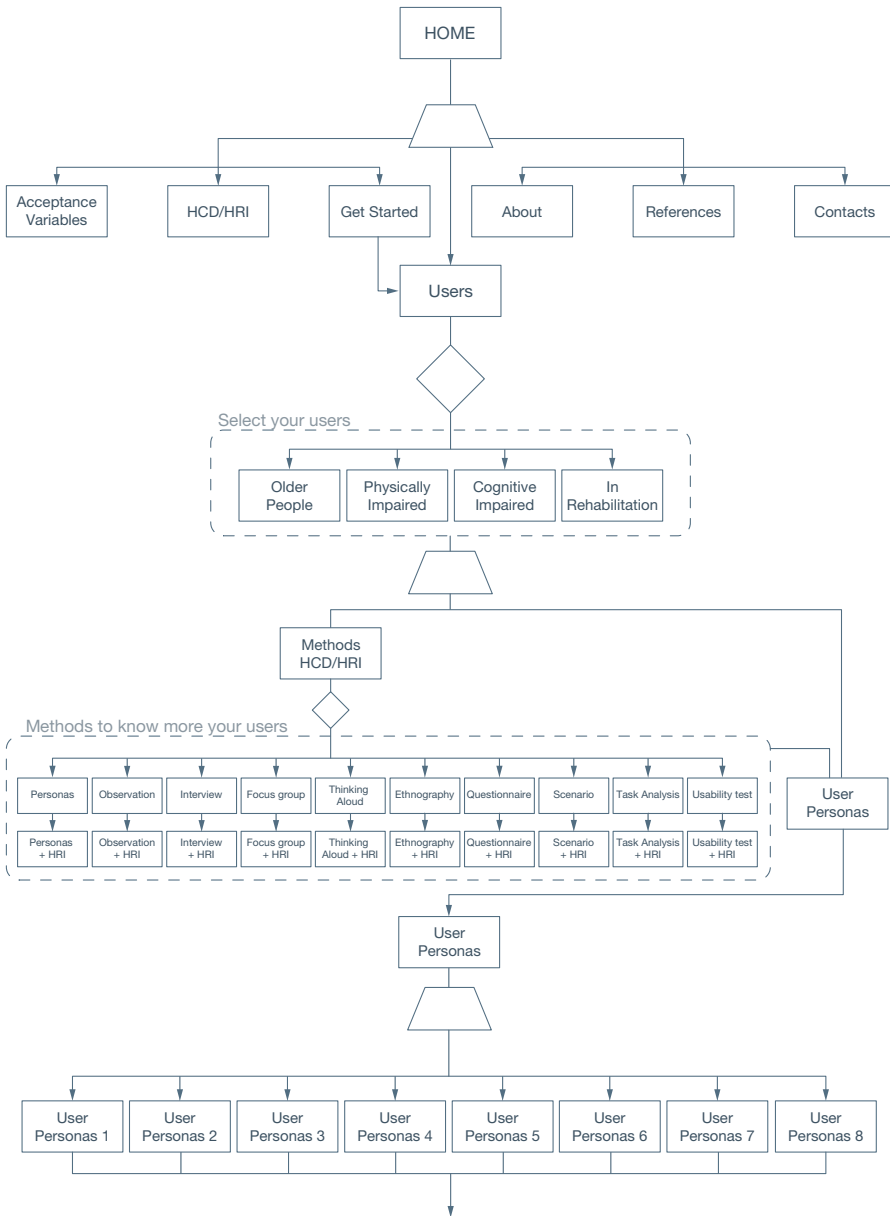 HOME
Acceptance
Variables
HCD/HRI
Get Started
About
References
Contacts
Users
Select your users
Older
People
Physically
Impaired
Cognitive
Impaired
In
Rehabilitation
Methods
HCD/HRI
Methods to know more your users
Personas
Observation
Interview
Focus group
Thinking
Aloud
Ethnography
Questionnaire
Scenario
Task Analysis
Usability test
User
Personas
Personas
+ HRI
Observation
+ HRI
Interview
+ HRI
Focus group
+ HRI
Thinking
Aloud + HRI
Ethnography
+ HRI
Questionnaire
+ HRI
Scenario
+ HRI
Task Analysis
+ HRI
Usability test
+ HRI
User
Personas
User
Personas 1
User
Personas 2
User
Personas 3
User
Personas 4
User
Personas 5
User
Personas 6
User
Personas 7
User
Personas 8